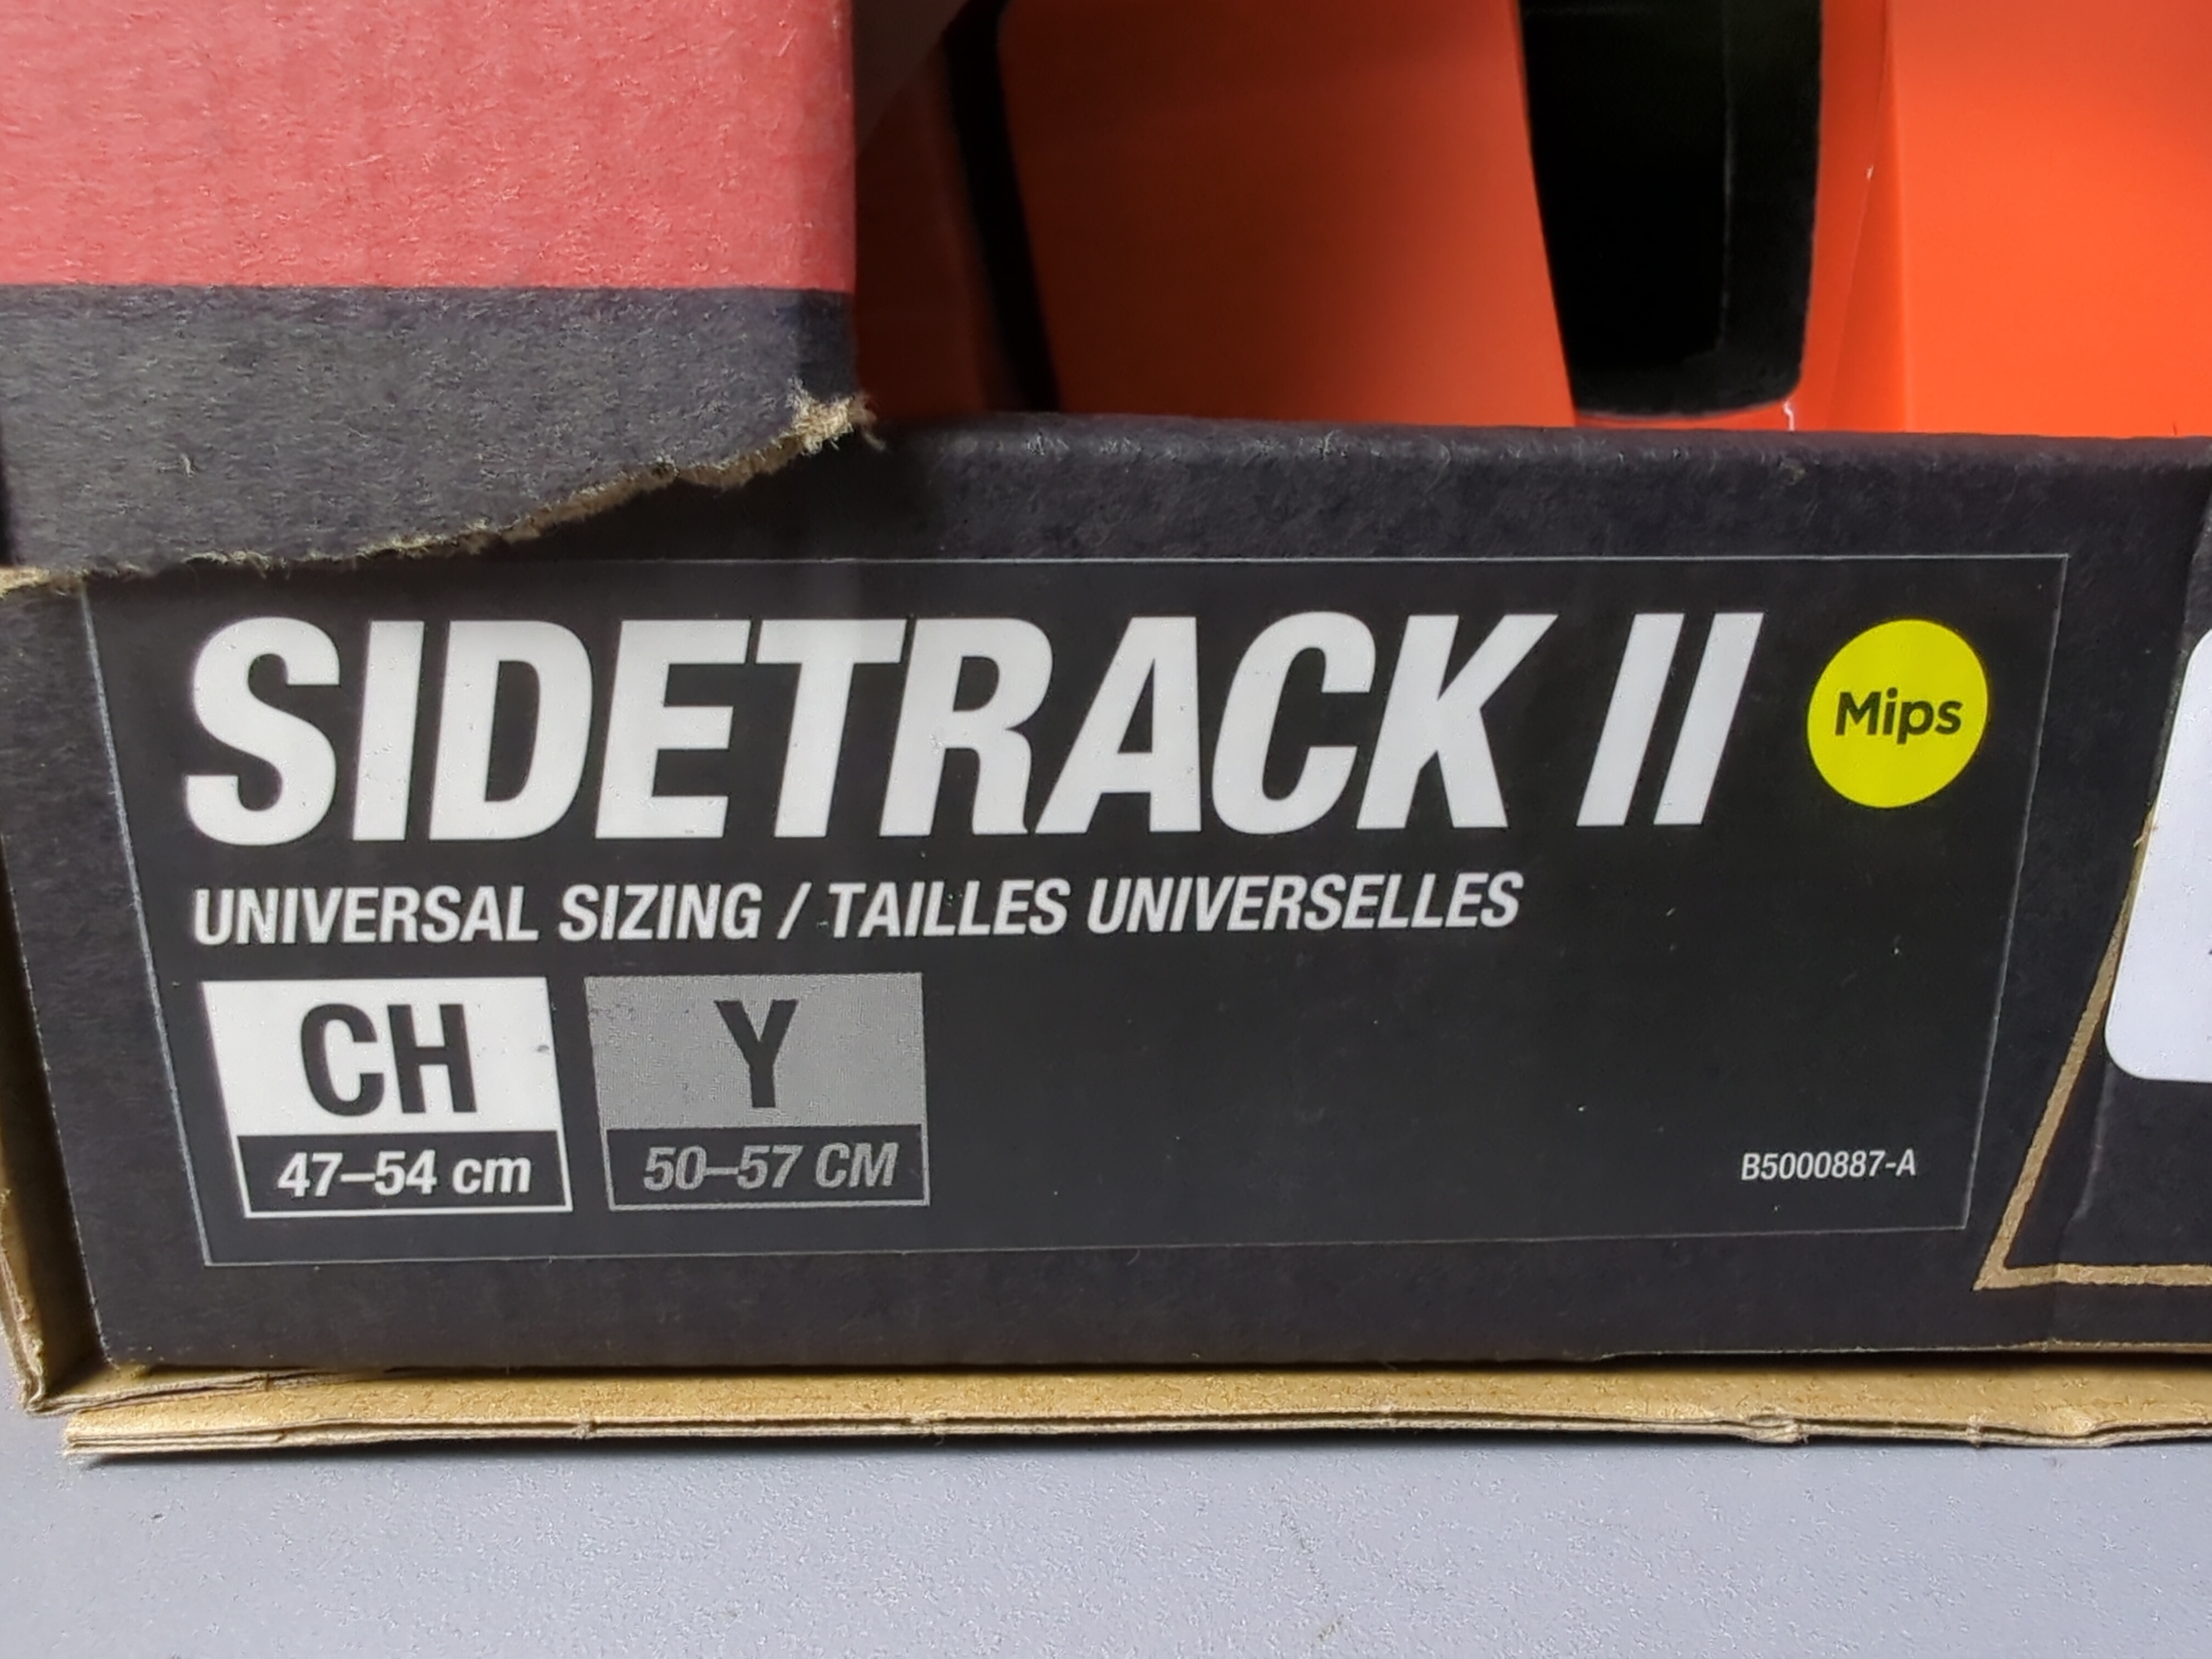 SIDETRACK II
Mips
UNIVERSAL SIZING / TAILLES UNIVERSELLES
CH
47–54 cm
Y
50–57 CM
B5000887-A